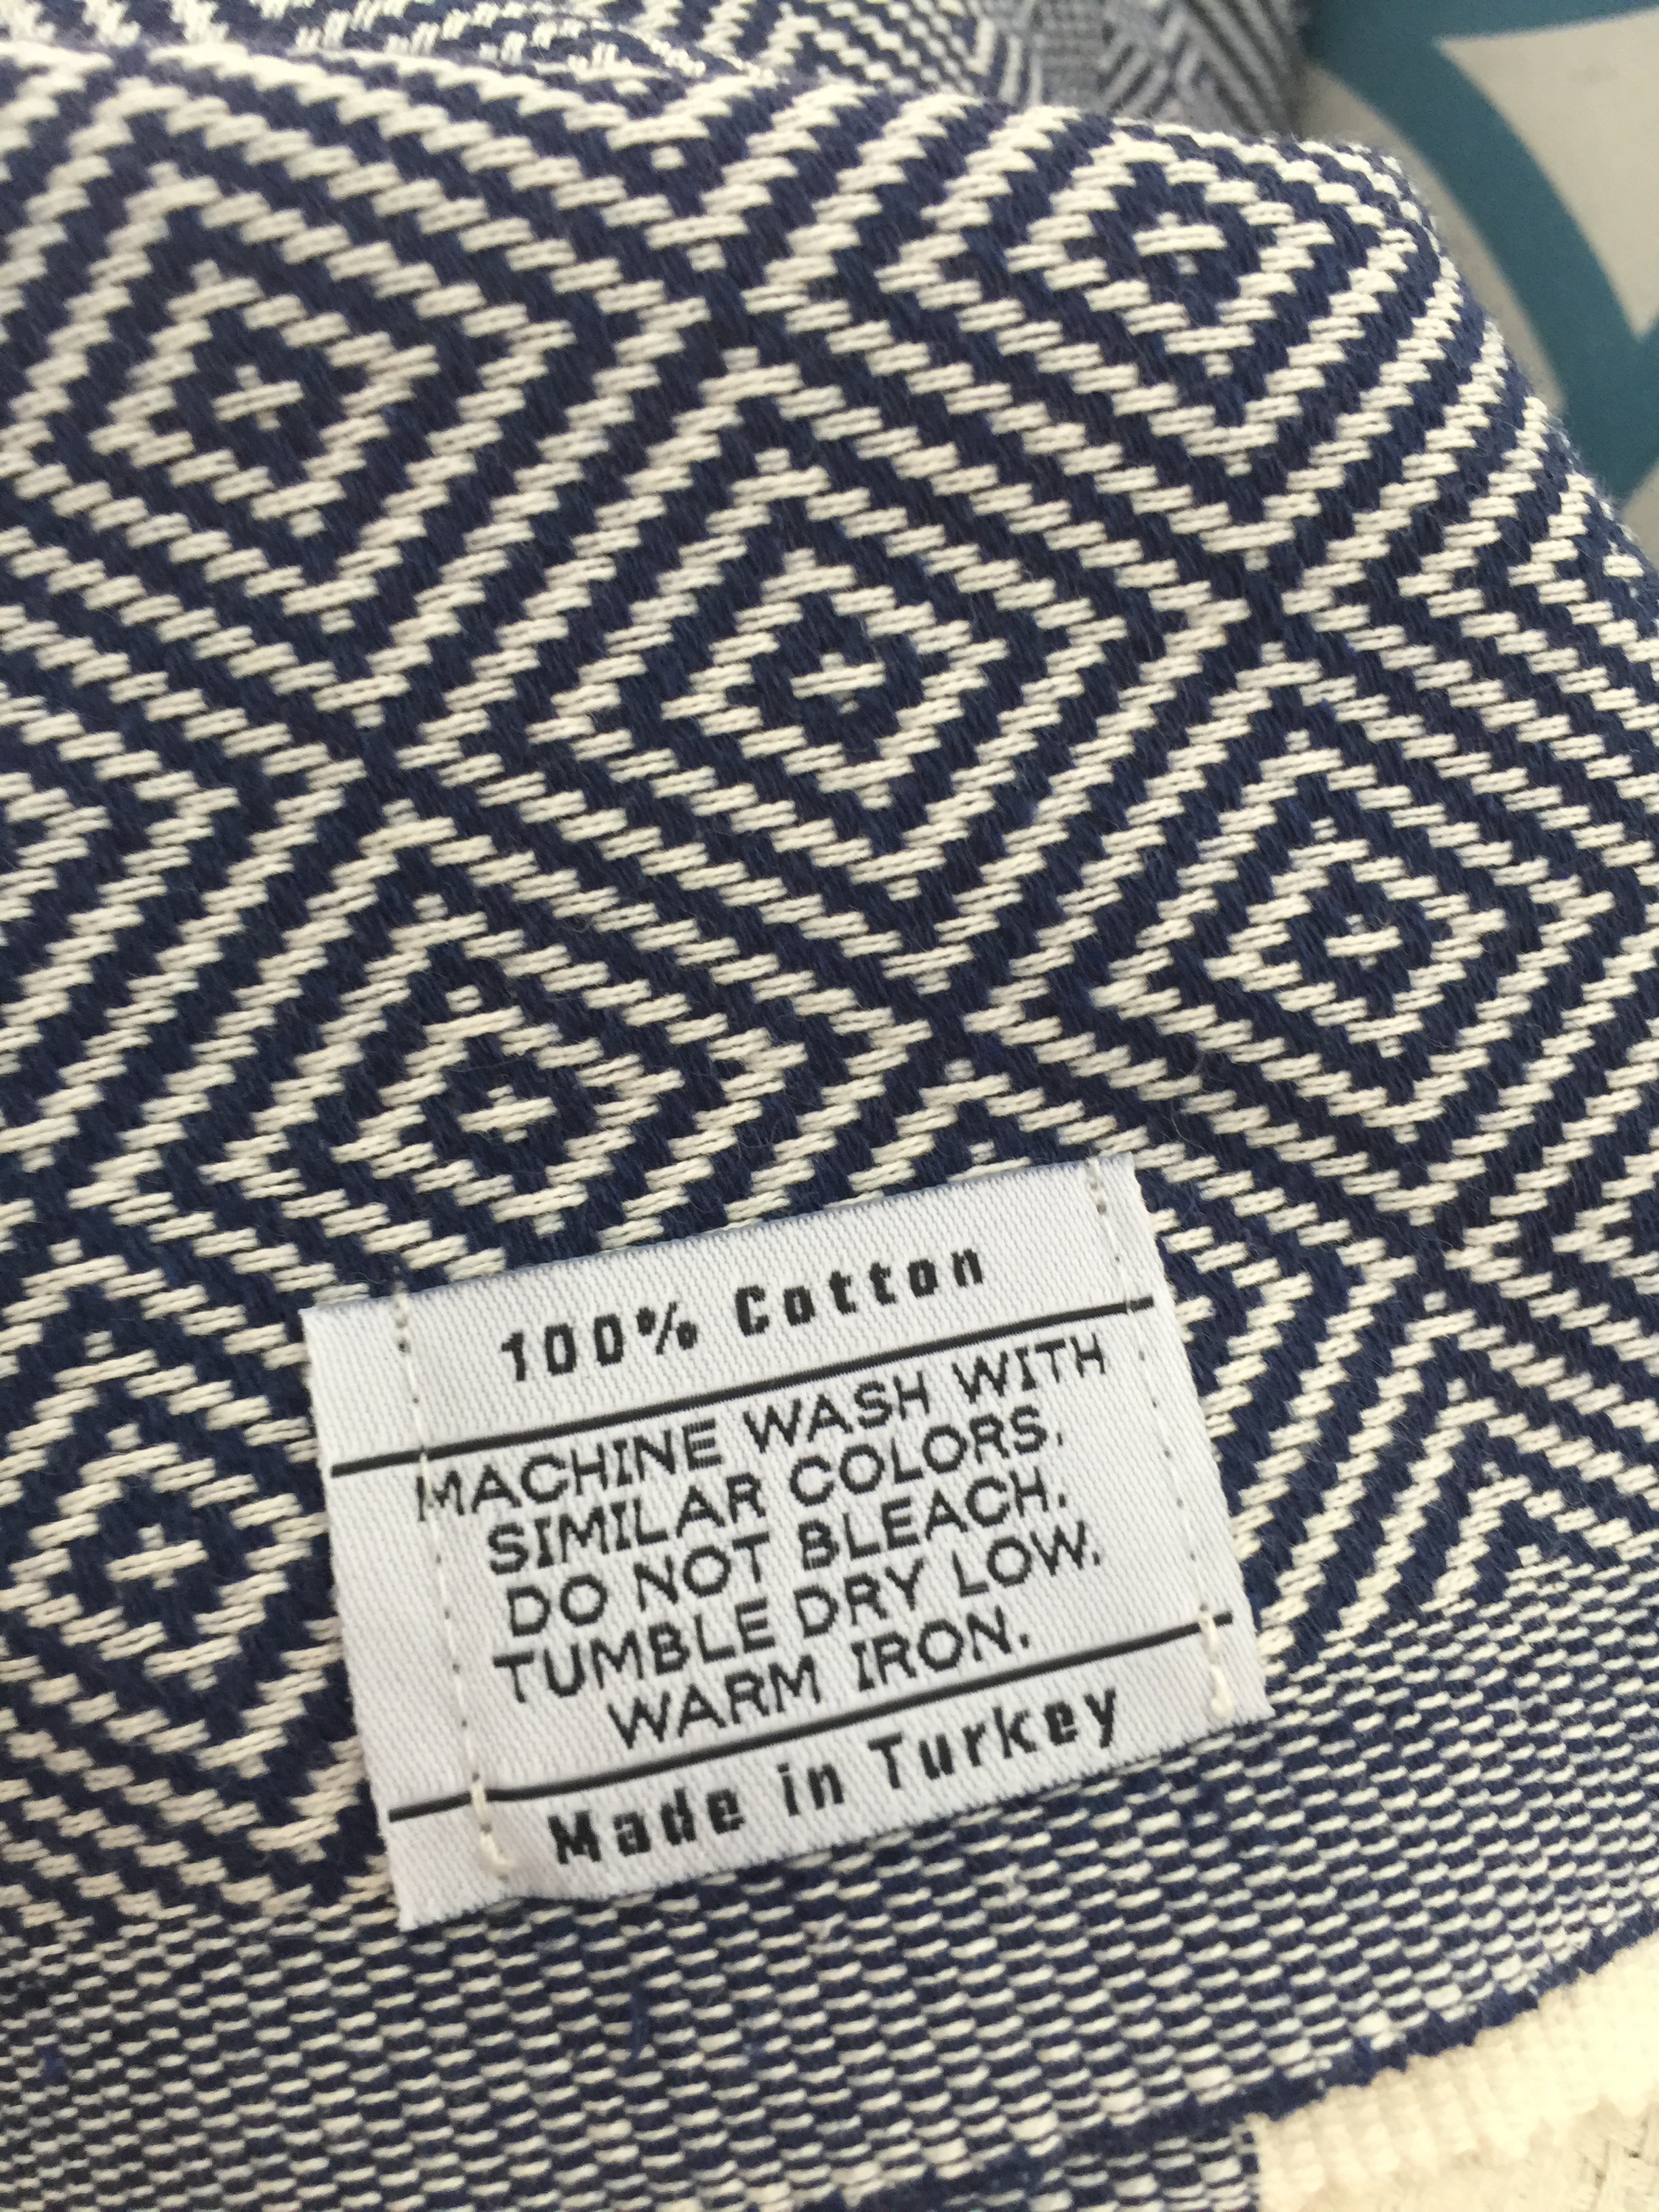 100% Cotton
MACHINE WASH WITH
SIMILAR COLORS.
DO NOT BLEACH.
TUMBLE DRY LOW.
WARM IRON.
Made in Turkey